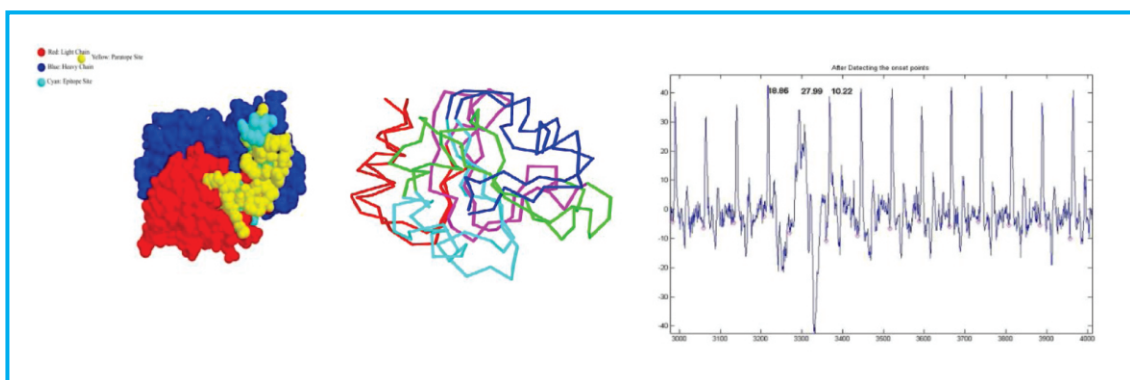 Red: Light Chain
Yellow: Paratope Site
Blue: Heavy Chain
Cyan: Epitope Site
After Detecting the onset points
18.86 27.99 10.22
40
30
20
10
0
-10
-20
-30
-40
3000 3100 3200 3300 3400 3500 3600 3700 3800 3900 4000